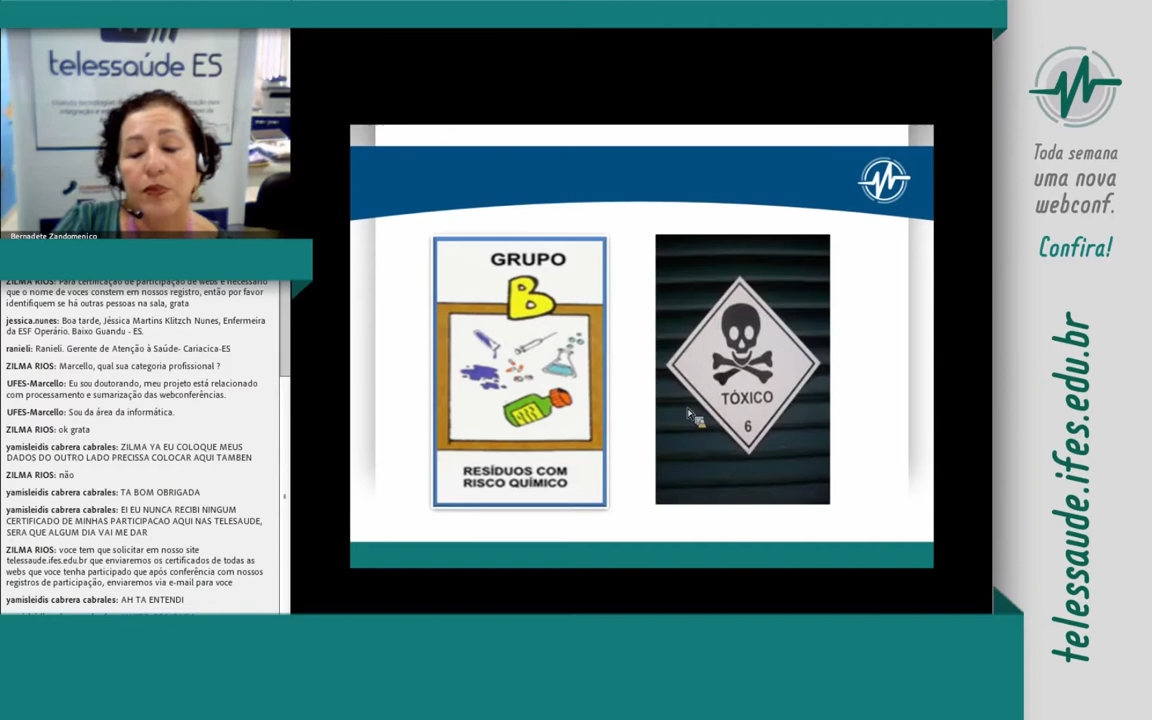 telessaúde ES
Bernadete Zandomenico
ZILMA RIOS: Para certificação de participação de webs é necessário
que o nome de voces constem em nossos registro, então por favor
identifiquem se há outras pessoas na sala, grata
jessica.nunes: Boa tarde, Jéssica Martins Klitzch Nunes, Enfermeira
da ESF Operário. Baixo Guandu - ES.
ranieli: Ranieli. Gerente de Atenção à Saúde- Cariacica-ES
ZILMA RIOS: Marcello, qual sua categoria profissional ?
UFES-Marcello: Eu sou doutorando, meu projeto está relacionado
com processamento e sumarização das webconferências.
UFES-Marcello: Sou da área da informática.
ZILMA RIOS: ok grata
yamisleidis cabrera cabrales: ZILMA YA EU COLOQUE MEUS
DADOS DO OUTRO LADO PRECISSA COLOCAR AQUI TAMBEN
ZILMA RIOS: não
yamisleidis cabrera cabrales: TA BOM OBRIGADA
yamisleidis cabrera cabrales: EI EU NUNCA RECIBI NINGUM
CERTIFICADO DE MINHAS PARTICIPACAO AQUI NAS TELESAUDE,
SERA QUE ALGUM DIA VAI ME DAR
ZILMA RIOS: voce tem que solicitar em nosso site
telessaude.ifes.edu.br que enviaremos os certificados de todas as
webs que voce tenha participado que após conferência com nossos
registros de participação, enviaremos via e-mail para voce
yamisleidis cabrera cabrales: AH TA ENTENDI
GRUPO
B
RESÍDUOS COM
RISCO QUÍMICO
TÓXICO
6
Toda semana
uma nova
webconf.
Confira!
telessaude.ifes.edu.br